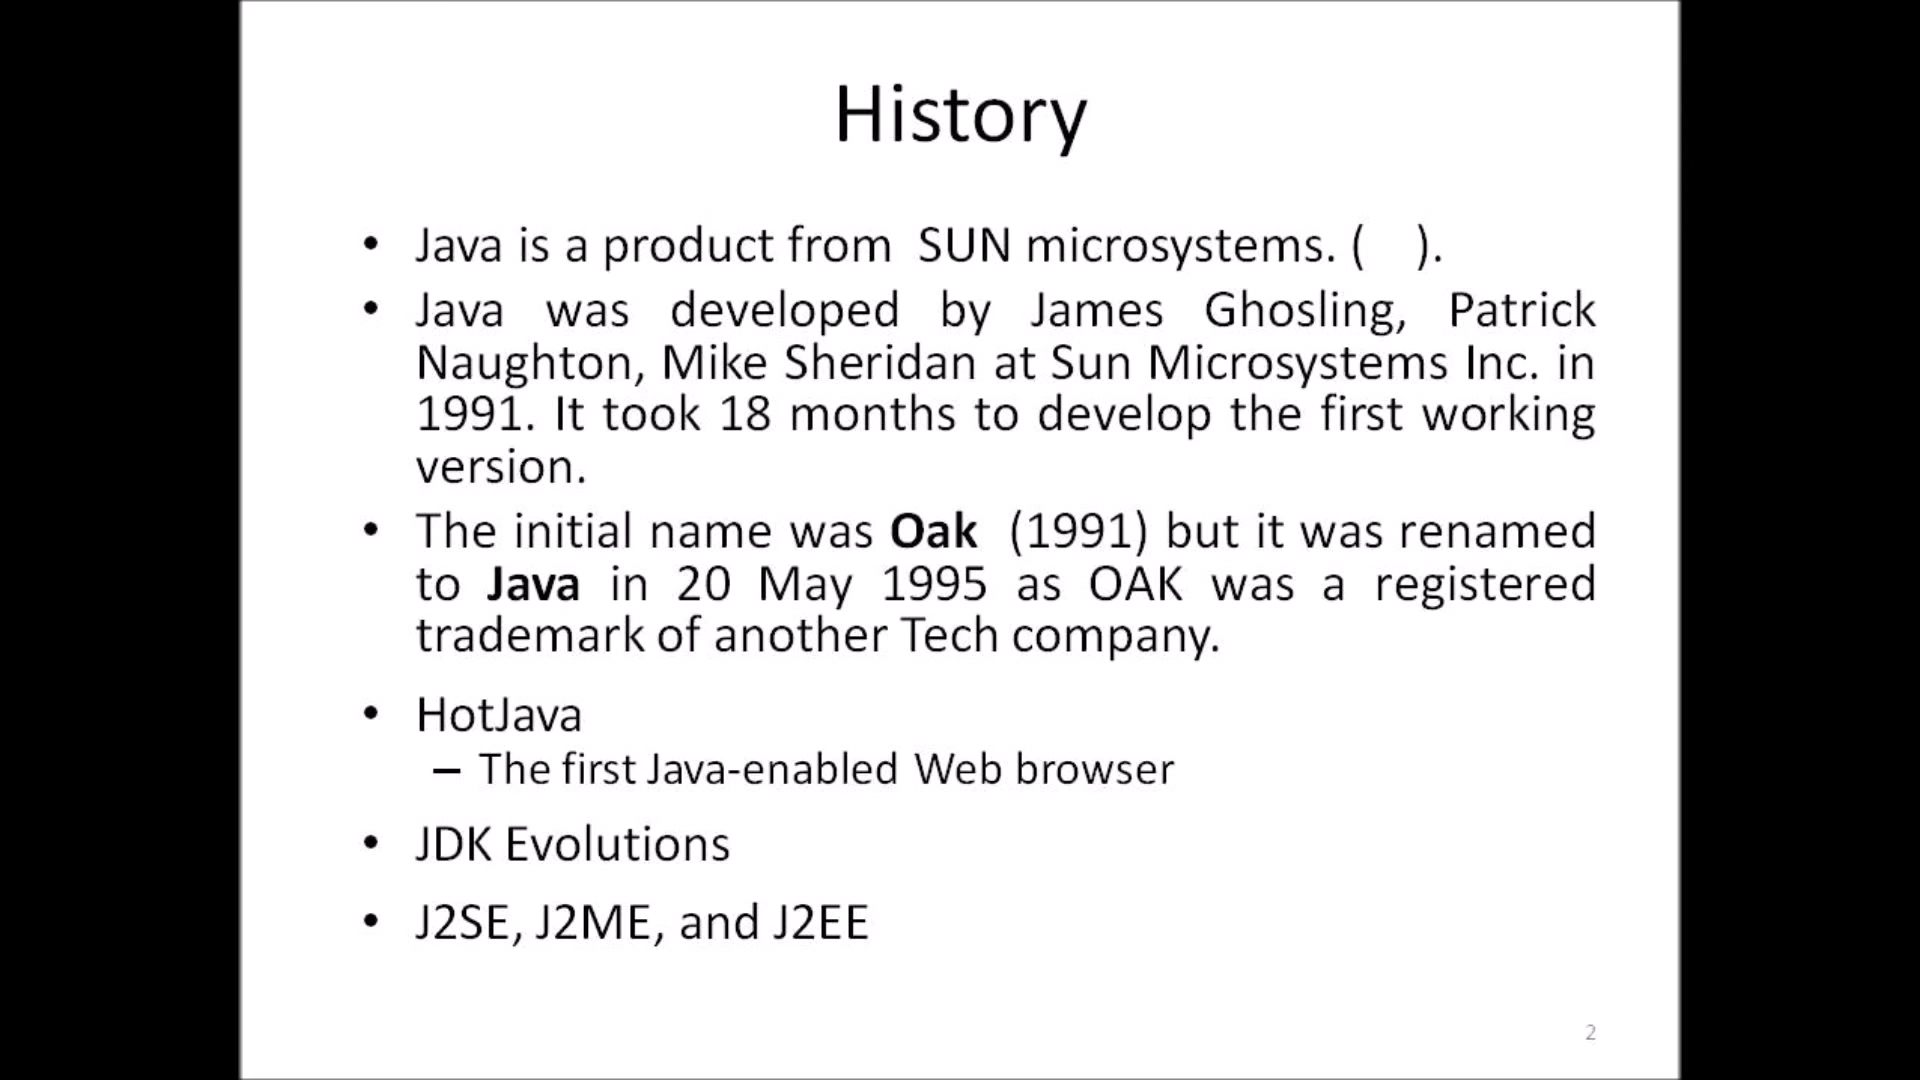 History
• Java is a product from SUN microsystems. (   ).
• Java was developed by James Ghosling, Patrick
Naughton, Mike Sheridan at Sun Microsystems Inc. in
1991. It took 18 months to develop the first working
version.
• The initial name was Oak (1991) but it was renamed
to Java in 20 May 1995 as OAK was a registered
trademark of another Tech company.
• HotJava
– The first Java-enabled Web browser
• JDK Evolutions
• J2SE, J2ME, and J2EE
2